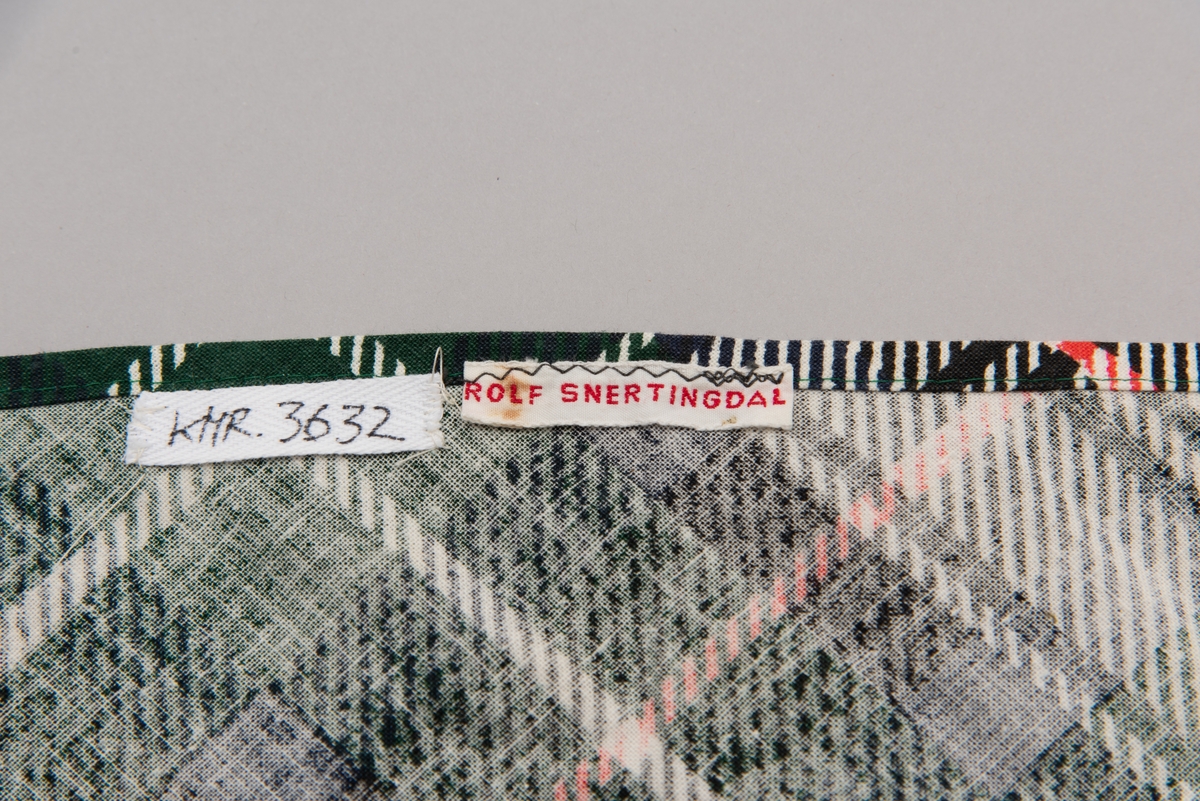 KHR. 3632
ROLF SNERTINGDAL